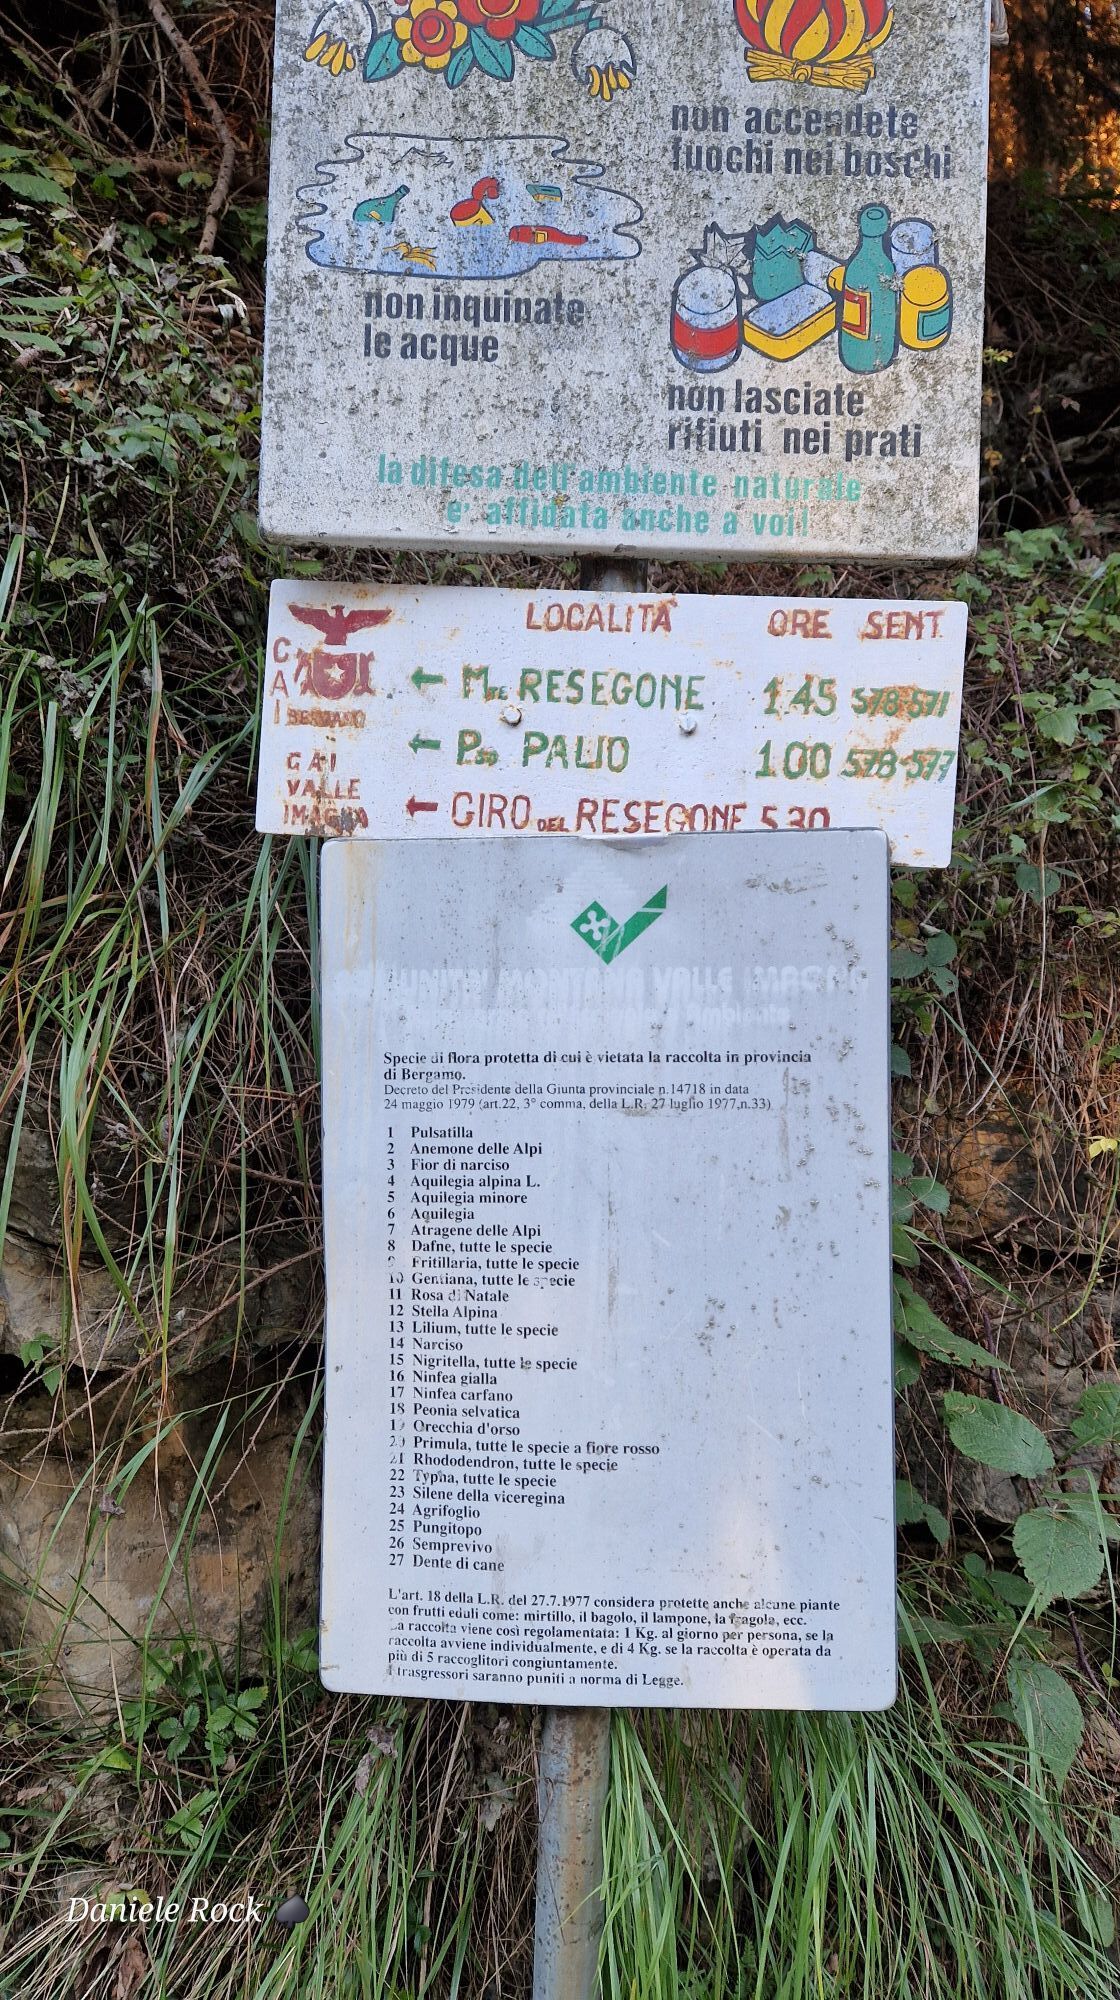 non accendete
fuochi nei boschi
non inquinate
le acque
non lasciate
rifiuti nei prati
la difesa dell'ambiente naturale
e' affidata anche a voi!
LOCALITÀ ORE SENT.
C
A
I BERGAMO
← MTE RESEGONE 1.45 578-571
← PSO PALIO 1.00 578-577
CAI
VALLE
IMAGNA
← GIRO DEL RESEGONE 5.30
COMUNITA' MONTANA VALLE IMAGNA
Specie di flora protetta di cui è vietata la raccolta in provincia
di Bergamo.
Decreto del Presidente della Giunta provinciale n.14718 in data
24 maggio 1979 (art.22, 3° comma, della L.R. 27 luglio 1977,n.33)
1 Pulsatilla
2 Anemone delle Alpi
3 Fior di narciso
4 Aquilegia alpina L.
5 Aquilegia minore
6 Aquilegia
7 Atragene delle Alpi
8 Dafne, tutte le specie
9 Fritillaria, tutte le specie
10 Gentiana, tutte le specie
11 Rosa di Natale
12 Stella Alpina
13 Lilium, tutte le specie
14 Narciso
15 Nigritella, tutte le specie
16 Ninfea gialla
17 Ninfea carfano
18 Peonia selvatica
19 Orecchia d'orso
20 Primula, tutte le specie a fiore rosso
21 Rhododendron, tutte le specie
22 Typha, tutte le specie
23 Silene della viceregina
24 Agrifoglio
25 Pungitopo
26 Semprevivo
27 Dente di cane
L'art. 18 della L.R. del 27.7.1977 considera protette anche alcune piante
con frutti eduli come: mirtillo, il bagolo, il lampone, la fragola, ecc.
La raccolta viene così regolamentata: 1 Kg. al giorno per persona, se la
raccolta avviene individualmente, e di 4 Kg. se la raccolta è operata da
più di 5 raccoglitori congiuntamente.
I trasgressori saranno puniti a norma di Legge.
Daniele Rock ♠